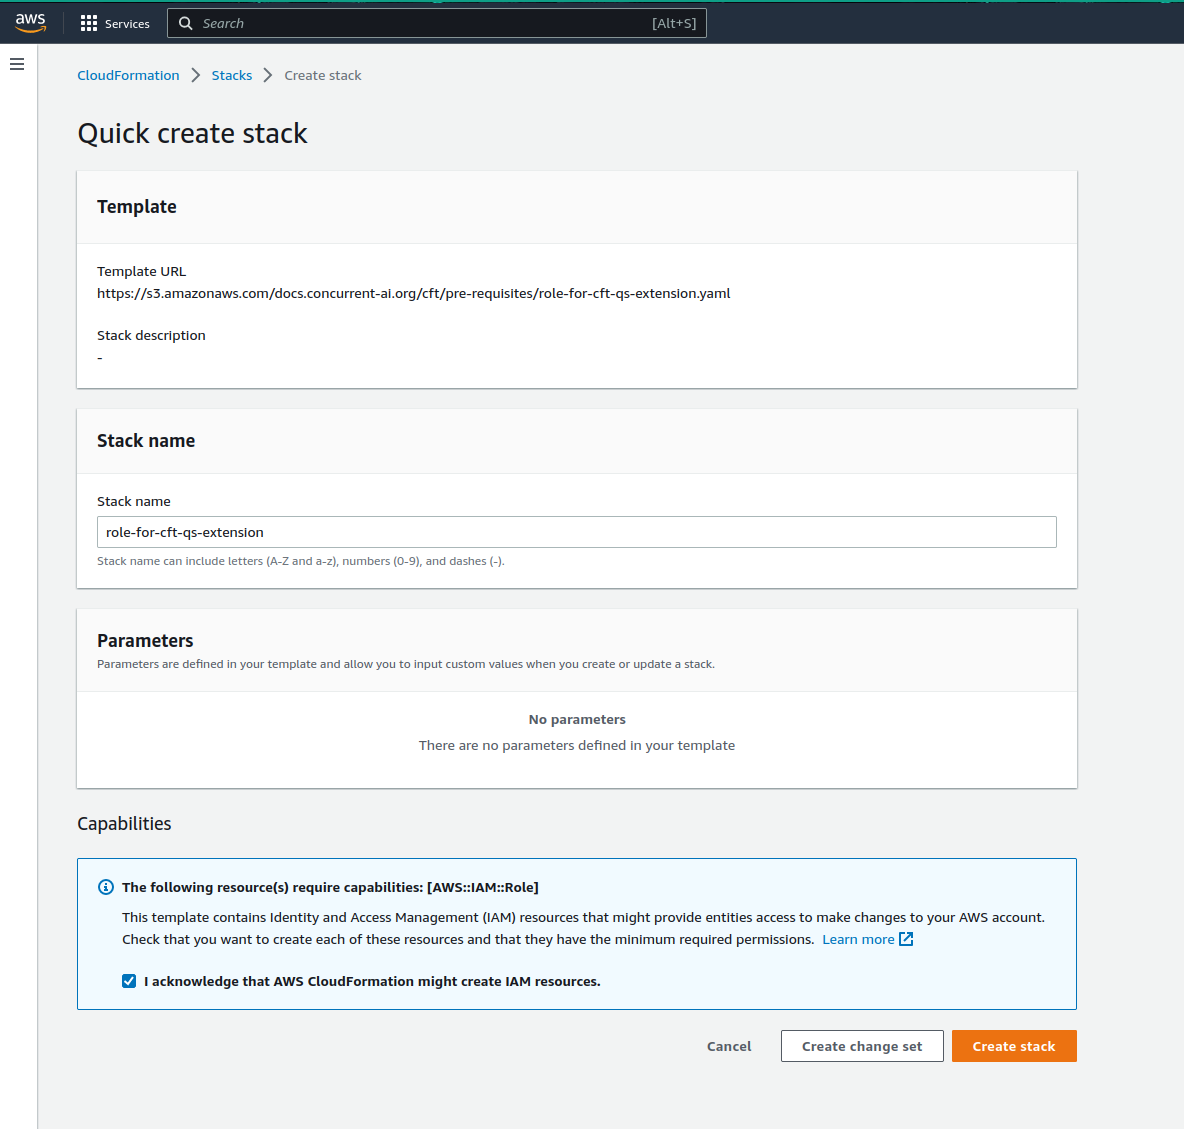 aws
Services
Search
[Alt+S]
CloudFormation
Stacks
Create stack
Quick create stack
Template
Template URL
https://s3.amazonaws.com/docs.concurrent-ai.org/cft/pre-requisites/role-for-cft-qs-extension.yaml
Stack description
-
Stack name
Stack name
role-for-cft-qs-extension
Stack name can include letters (A-Z and a-z), numbers (0-9), and dashes (-).
Parameters
Parameters are defined in your template and allow you to input custom values when you create or update a stack.
No parameters
There are no parameters defined in your template
Capabilities
The following resource(s) require capabilities: [AWS::IAM::Role]
This template contains Identity and Access Management (IAM) resources that might provide entities access to make changes to your AWS account.
Check that you want to create each of these resources and that they have the minimum required permissions. Learn more
I acknowledge that AWS CloudFormation might create IAM resources.
Cancel
Create change set
Create stack